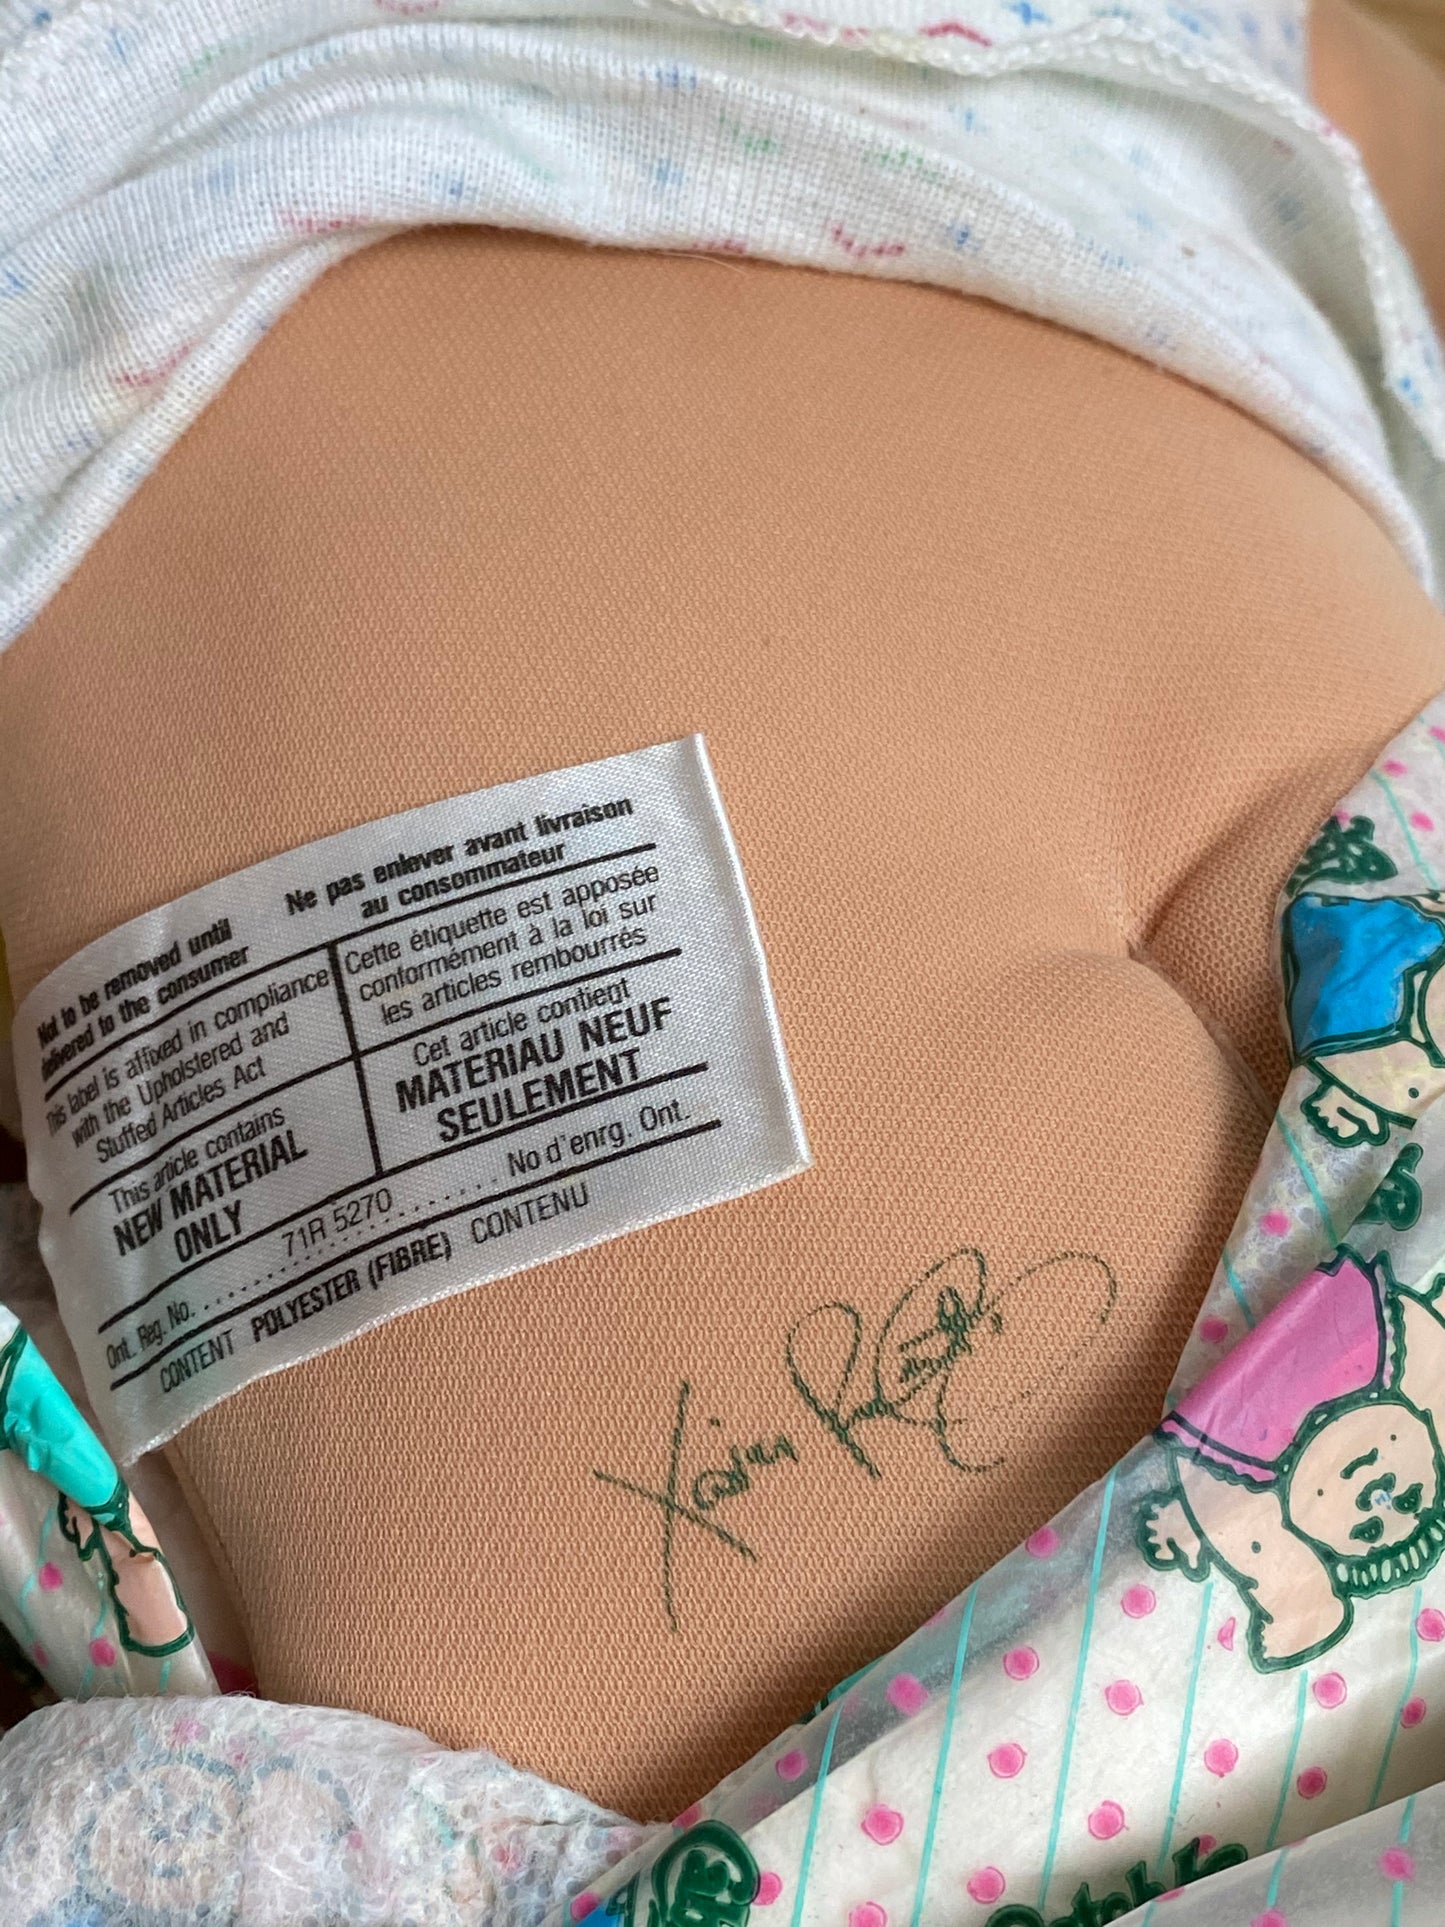 Not to be removed until
delivered to the consumer
Ne pas enlever avant livraison
au consommateur
This label is affixed in compliance
with the Upholstered and
Stuffed Articles Act
Cette étiquette est apposée
conformément à la loi sur
les articles rembourrés
This article contains
NEW MATERIAL
ONLY
Cet article contient
MATERIAU NEUF
SEULEMENT
Ont. Reg. No. ........ 71R 5270 ........ No d'enrg. Ont.
CONTENT POLYESTER (FIBRE) CONTENU
Xavier